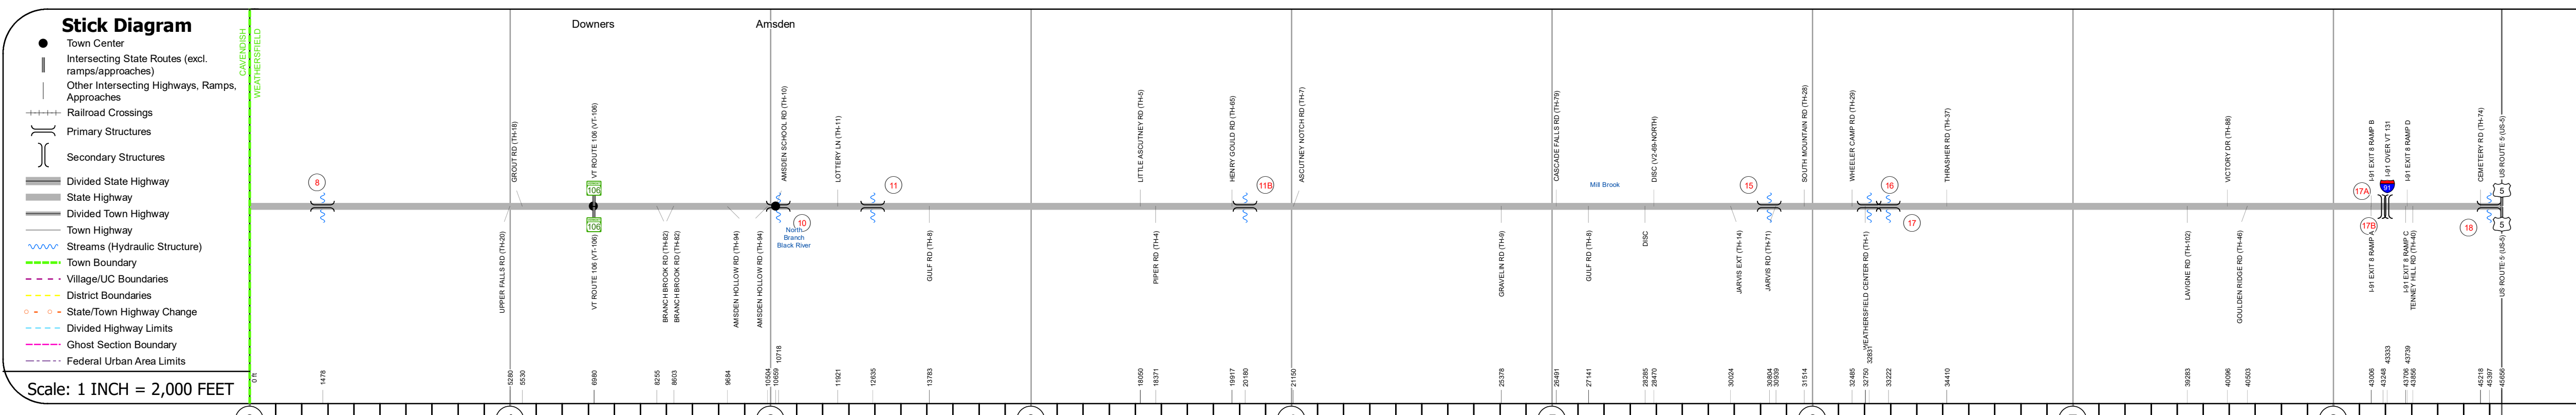 Stick Diagram
Town Center
Intersecting State Routes (excl.
ramps/approaches)
Other Intersecting Highways, Ramps,
Approaches
Railroad Crossings
Primary Structures
Secondary Structures
Divided State Highway
State Highway
Divided Town Highway
Town Highway
Streams (Hydraulic Structure)
Town Boundary
Village/UC Boundaries
District Boundaries
State/Town Highway Change
Divided Highway Limits
Ghost Section Boundary
Federal Urban Area Limits
Scale: 1 INCH = 2,000 FEET
CAVENDISH
WEATHERSFIELD
Downers
Amsden
GROUT RD (TH-18)
VT ROUTE 106 (VT-106)
AMSDEN SCHOOL RD (TH-10)
LOTTERY LN (TH-11)
LITTLE ASCUTNEY RD (TH-5)
HENRY GOULD RD (TH-65)
ASCUTNEY NOTCH RD (TH-7)
CASCADE FALLS RD (TH-79)
DISC (V2-69-NORTH)
SOUTH MOUNTAIN RD (TH-28)
WHEELER CAMP RD (TH-29)
THRASHER RD (TH-37)
VICTORY DR (TH-88)
I-91 EXIT 8 RAMP B
I-91 OVER VT 131
I-91 EXIT 8 RAMP D
CEMETERY RD (TH-74)
US ROUTE 5 (US-5)
8
106
11
11B
Mill Brook
15
16
17A
91
5
106
10
North
Branch
Black River
17
17B
18
5
UPPER FALLS RD (TH-20)
VT ROUTE 106 (VT-106)
BRANCH BROOK RD (TH-82)
BRANCH BROOK RD (TH-82)
AMSDEN HOLLOW RD (TH-94)
AMSDEN HOLLOW RD (TH-94)
GULF RD (TH-8)
PIPER RD (TH-4)
GRAVELIN RD (TH-9)
GULF RD (TH-8)
DISC
JARVIS EXT (TH-14)
JARVIS RD (TH-71)
WEATHERSFIELD CENTER RD (TH-1)
LAVIGNE RD (TH-102)
GOULDEN RIDGE RD (TH-46)
I-91 EXIT 8 RAMP A
I-91 EXIT 8 RAMP C
TENNEY HILL RD (TH-40)
US ROUTE 5 (US-5)
0 ft
1478
5280
5530
6980
8255
8603
9684
10504
10659
10718
11921
12635
13783
18050
18371
19917
20180
21150
25378
26491
27141
28285
28470
30024
30804
30939
31514
32485
32750
32831
33222
34410
39283
40096
40503
43006
43248
43333
43706
43739
43856
45218
45397
45656